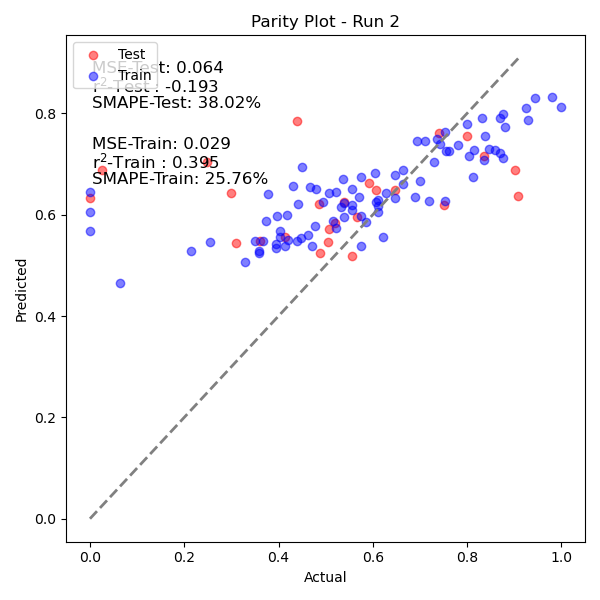 Parity Plot - Run 2
Test
Train
MSE-Test: 0.064
r²-Test : -0.193
SMAPE-Test: 38.02%
MSE-Train: 0.029
r²-Train : 0.395
SMAPE-Train: 25.76%
Predicted
0.8
0.6
0.4
0.2
0.0
0.0 0.2 0.4 0.6 0.8 1.0
Actual